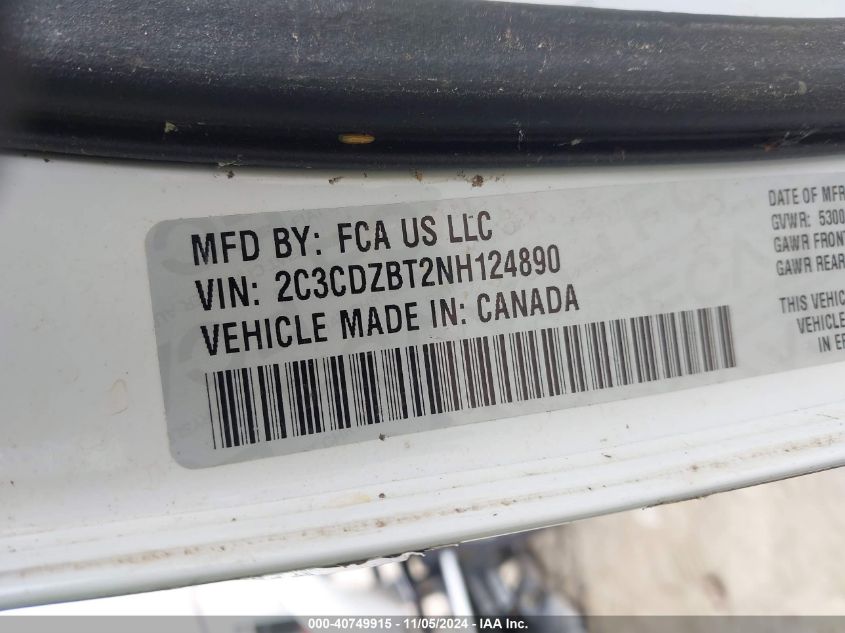 MFD BY: FCA US LLC
VIN: 2C3CDZBT2NH124890
VEHICLE MADE IN: CANADA
DATE OF MFR
GVWR: 5300
GAWR FRONT
GAWR REAR
THIS VEHIC
VEHICLE
IN EF
000-40749915 - 11/05/2024 - IAA Inc.